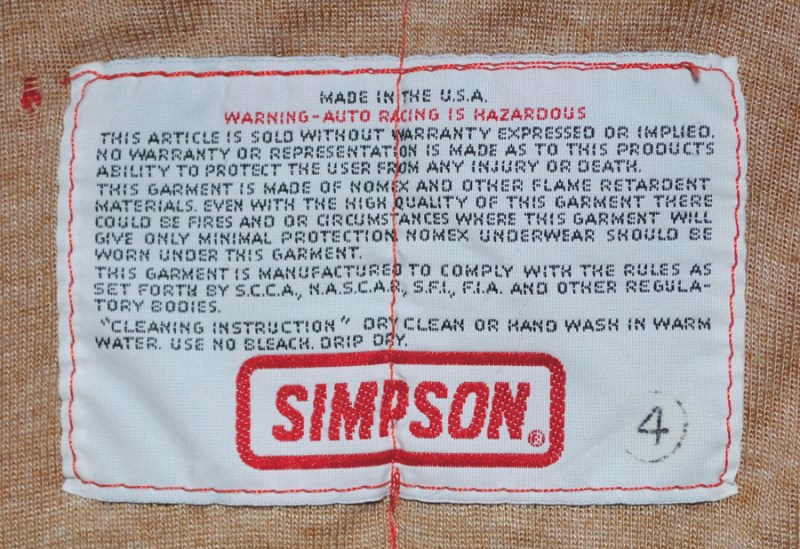 MADE IN THE U.S.A.
WARNING-AUTO RACING IS HAZARDOUS
THIS ARTICLE IS SOLD WITHOUT WARRANTY EXPRESSED OR IMPLIED.
NO WARRANTY OR REPRESENTATION IS MADE AS TO THIS PRODUCTS
ABILITY TO PROTECT THE USER FROM ANY INJURY OR DEATH.
THIS GARMENT IS MADE OF NOMEX AND OTHER FLAME RETARDENT
MATERIALS. EVEN WITH THE HIGH QUALITY OF THIS GARMENT THERE
COULD BE FIRES AND OR CIRCUMSTANCES WHERE THIS GARMENT WILL
GIVE ONLY MINIMAL PROTECTION. NOMEX UNDERWEAR SHOULD BE
WORN UNDER THIS GARMENT.
THIS GARMENT IS MANUFACTURED TO COMPLY WITH THE RULES AS
SET FORTH BY S.C.C.A., N.A.S.C.A.R, S.F.I., F.I.A. AND OTHER REGULA-
TORY BODIES.
"CLEANING INSTRUCTION" DRY CLEAN OR HAND WASH IN WARM
WATER. USE NO BLEACH. DRIP DRY.
SIMPSON®
4